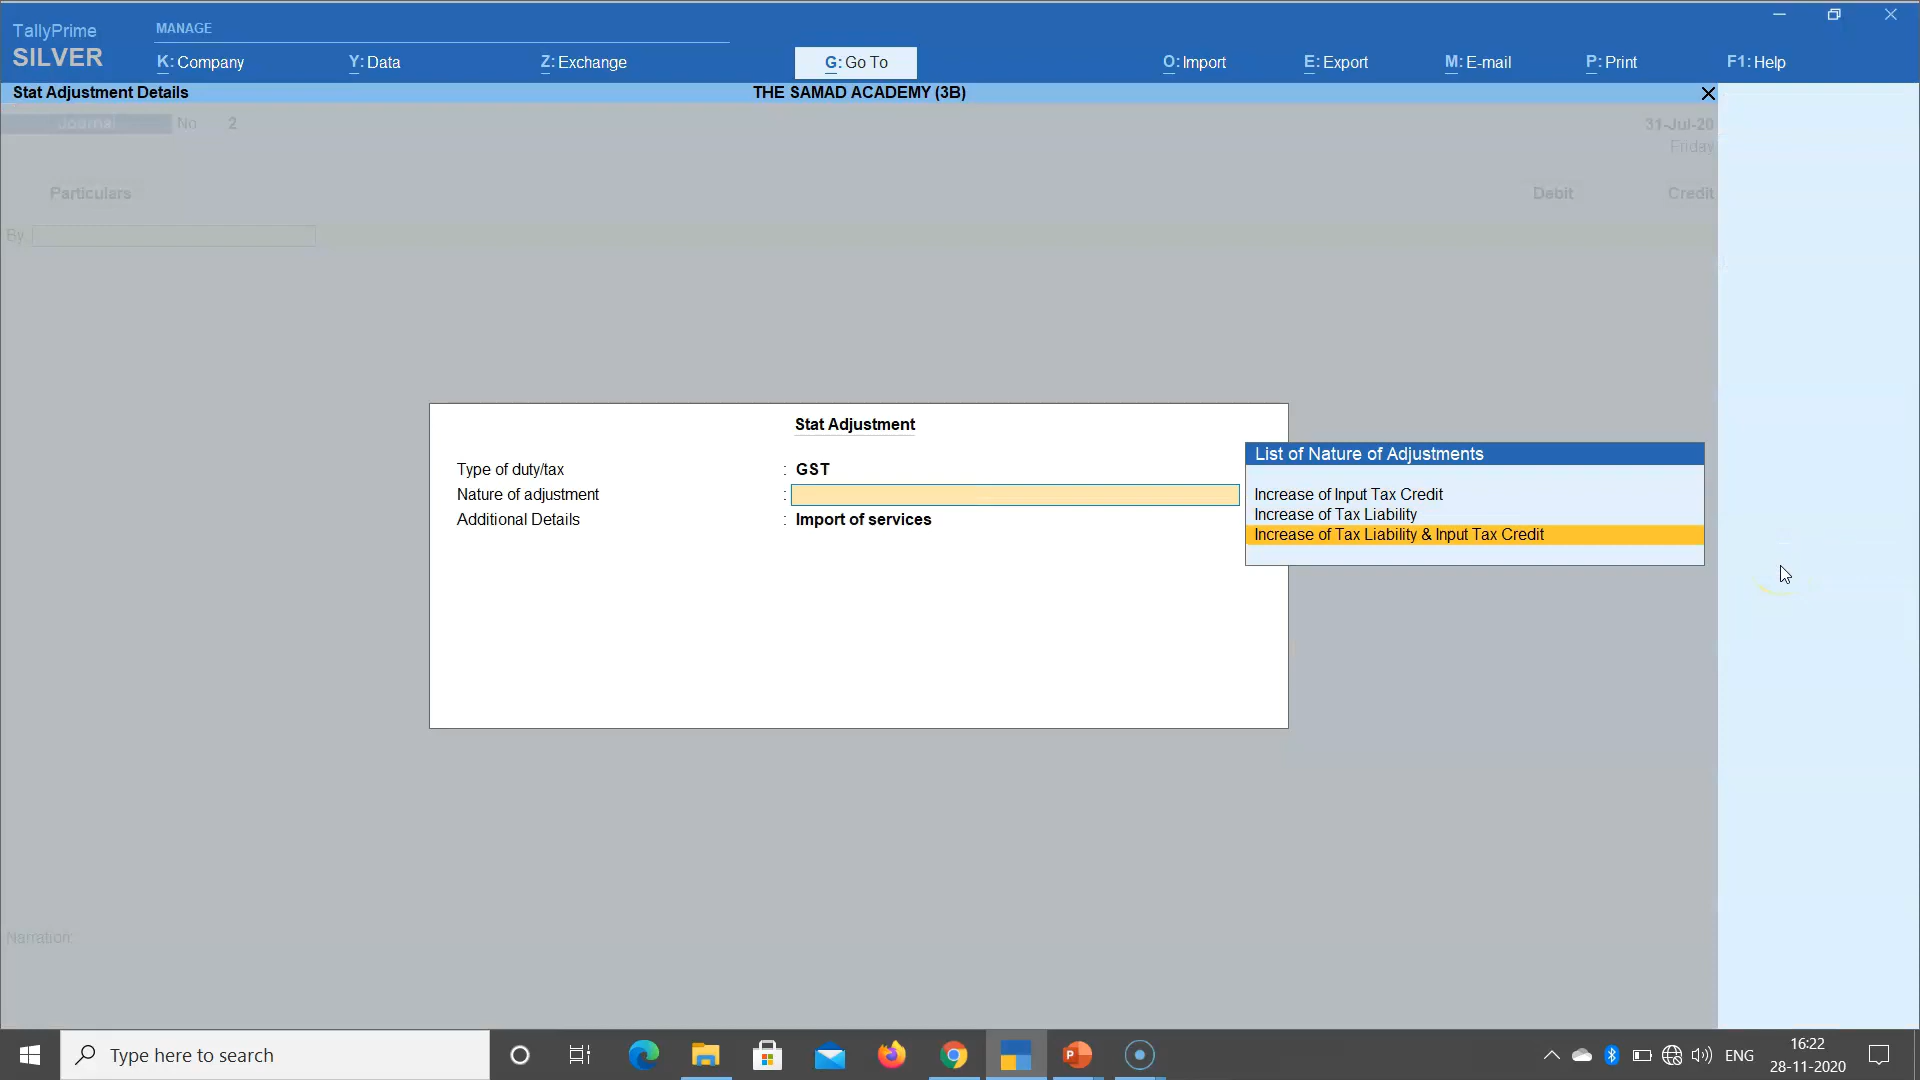 TallyPrime
SILVER
MANAGE
K: Company
Y: Data
Z: Exchange
G: Go To
O: Import
E: Export
M: E-mail
P: Print
F1: Help
Stat Adjustment Details
THE SAMAD ACADEMY (3B)
Journal No 2
31-Jul-20
Friday
Particulars
Debit
Credit
By
Stat Adjustment
Type of duty/tax : GST
Nature of adjustment :
Additional Details : Import of services
List of Nature of Adjustments
Increase of Input Tax Credit
Increase of Tax Liability
Increase of Tax Liability & Input Tax Credit
Narration:
Type here to search
ENG
16:22
28-11-2020